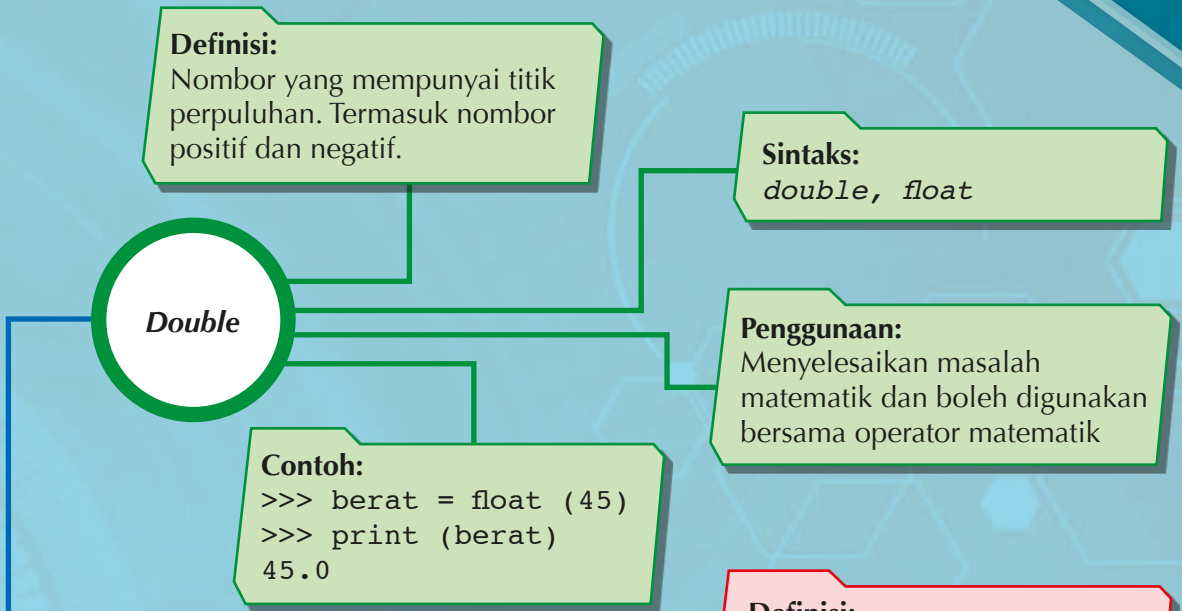 Definisi:
Nombor yang mempunyai titik
perpuluhan. Termasuk nombor
positif dan negatif.
Sintaks:
double, float
Double
Penggunaan:
Menyelesaikan masalah
matematik dan boleh digunakan
bersama operator matematik
Contoh:
>>> berat = float (45)
>>> print (berat)
45.0
Definisi: